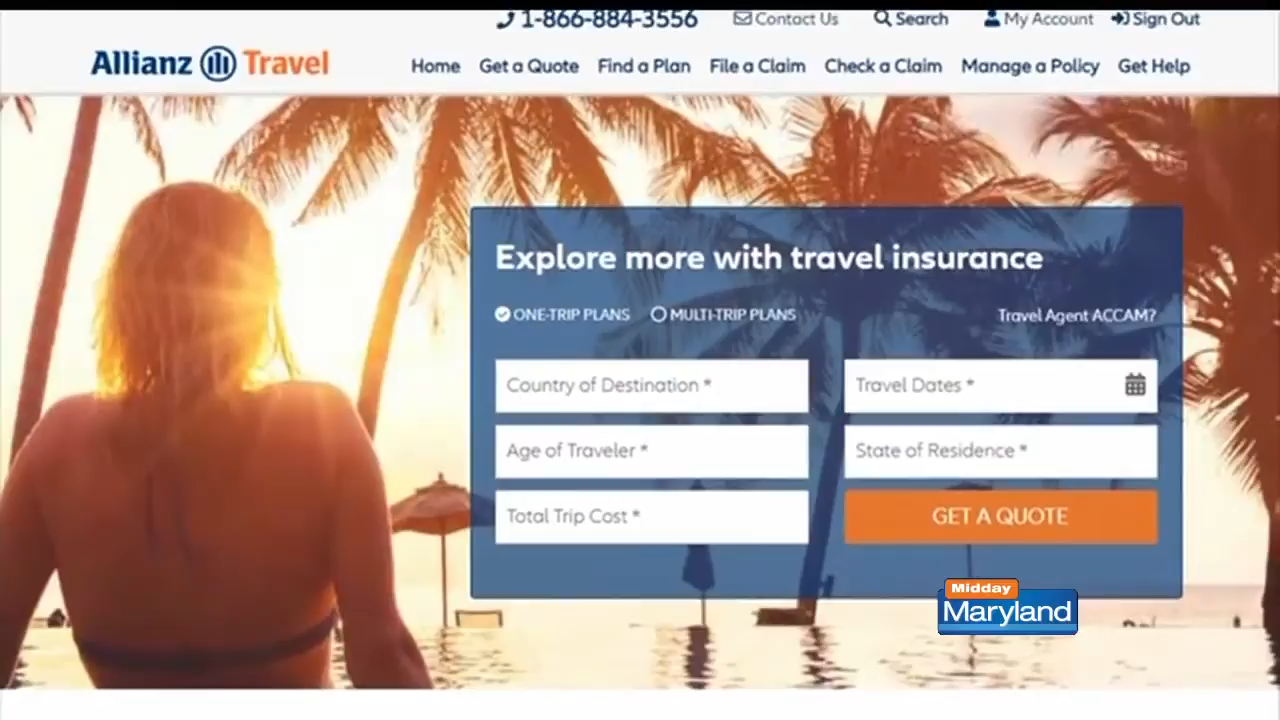 1-866-884-3556 Contact Us Search My Account Sign Out
Allianz Travel
Home Get a Quote Find a Plan File a Claim Check a Claim Manage a Policy Get Help
Explore more with travel insurance
ONE-TRIP PLANS MULTI-TRIP PLANS Travel Agent ACCAM?
Country of Destination * Travel Dates *
Age of Traveler * State of Residence *
Total Trip Cost * GET A QUOTE
Midday
Maryland